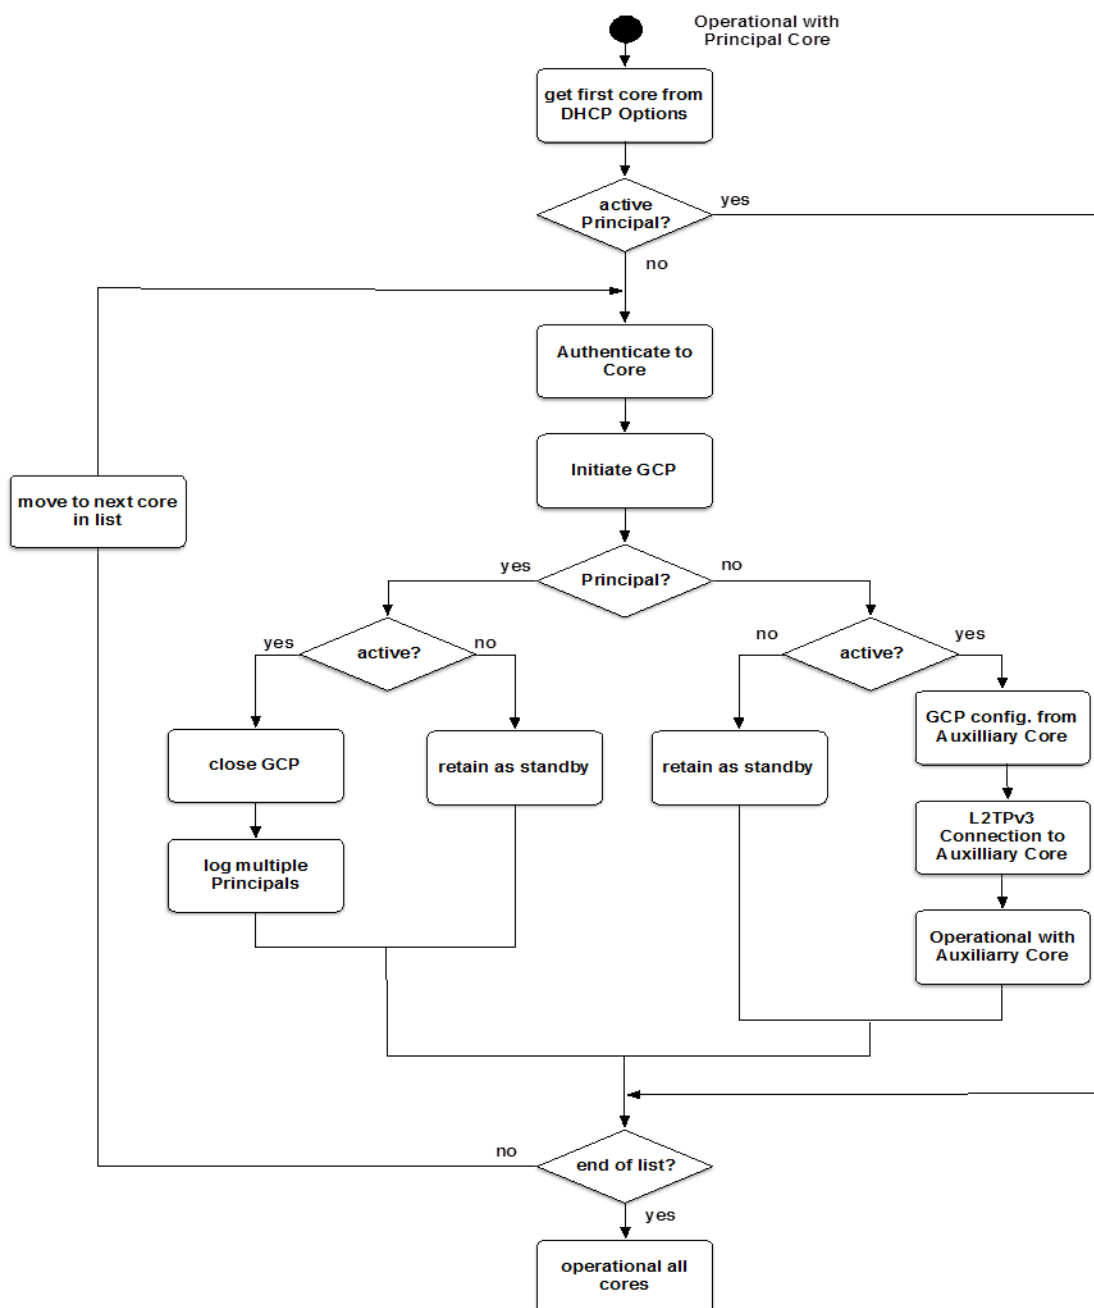 Operational with
Principal Core
get first core from
DHCP Options
active
Principal?
yes
no
Authenticate to
Core
Initiate GCP
move to next core
in list
yes
Principal?
no
yes
active?
no
no
active?
yes
GCP config. from
Auxilliary Core
close GCP
retain as standby
retain as standby
L2TPv3
Connection to
Auxilliary Core
log multiple
Principals
Operational with
Auxiliarry Core
no
end of list?
yes
operational all
cores